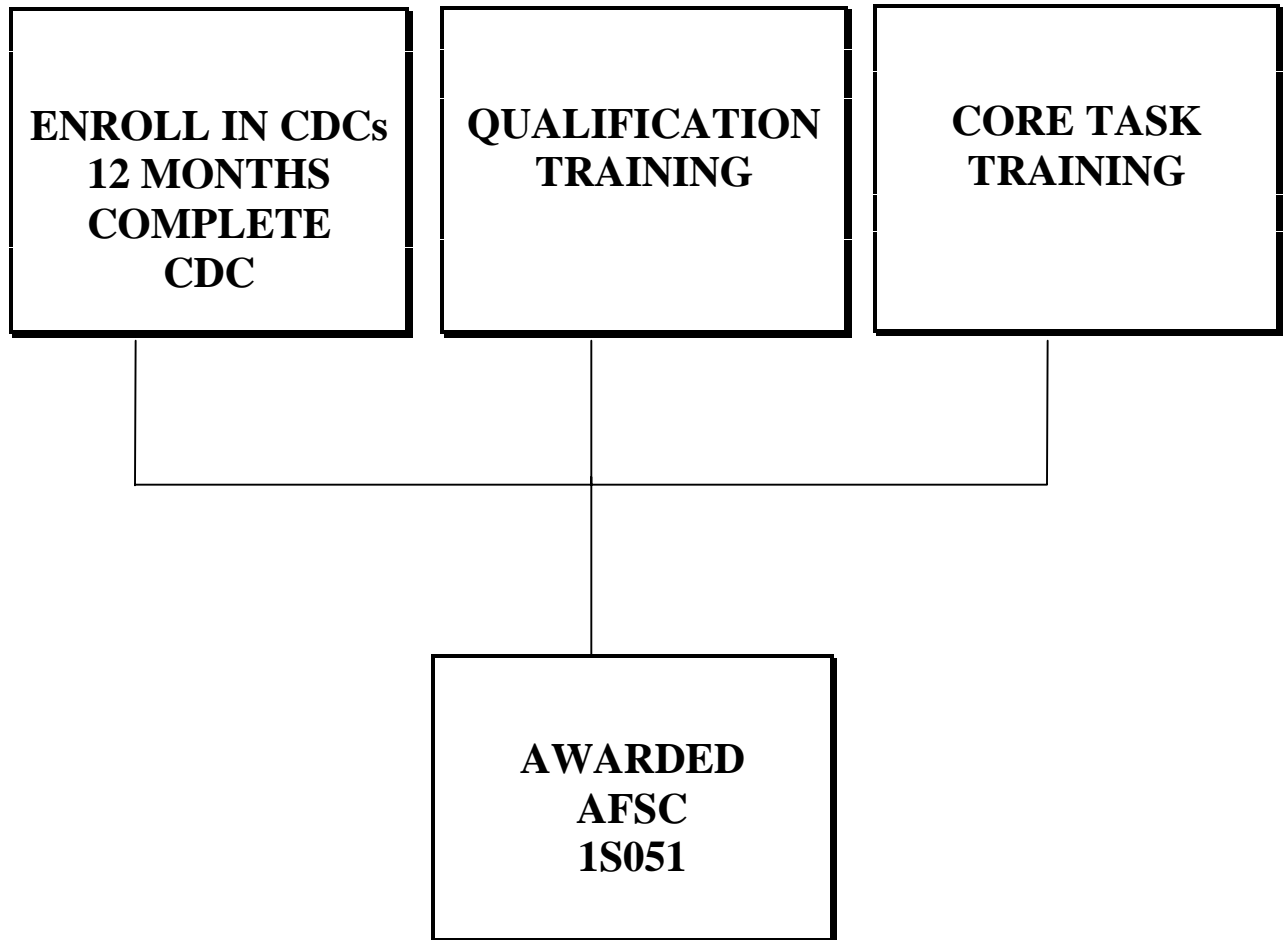 ENROLL IN CDCs
12 MONTHS
COMPLETE
CDC
QUALIFICATION
TRAINING
CORE TASK
TRAINING
AWARDED
AFSC
1S051